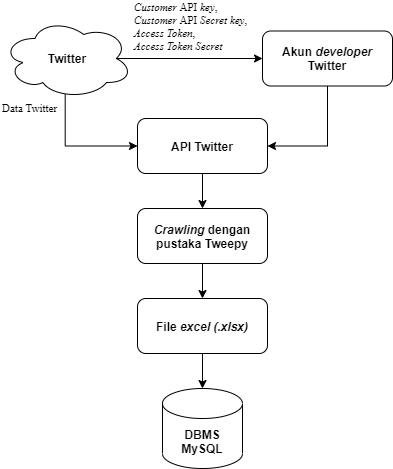 Customer API key,
Customer API Secret key,
Access Token,
Access Token Secret
Twitter
Akun developer
Twitter
Data Twitter
API Twitter
Crawling dengan
pustaka Tweepy
File excel (.xlsx)
DBMS
MySQL